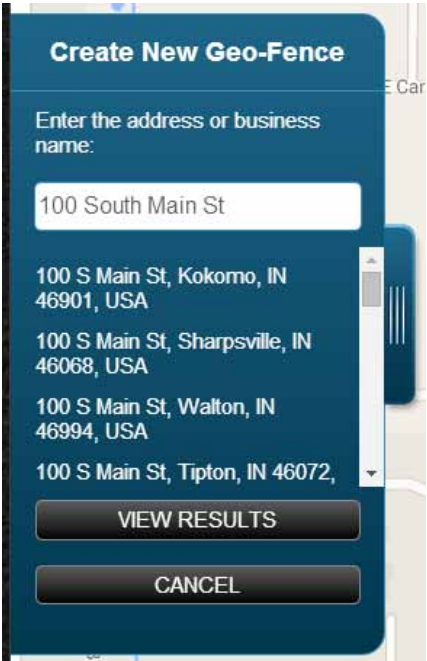 Create New Geo-Fence
E Car
Enter the address or business
name:
100 South Main St
100 S Main St, Kokomo, IN
46901, USA
100 S Main St, Sharpsville, IN
46068, USA
100 S Main St, Walton, IN
46994, USA
100 S Main St, Tipton, IN 46072,
VIEW RESULTS
CANCEL